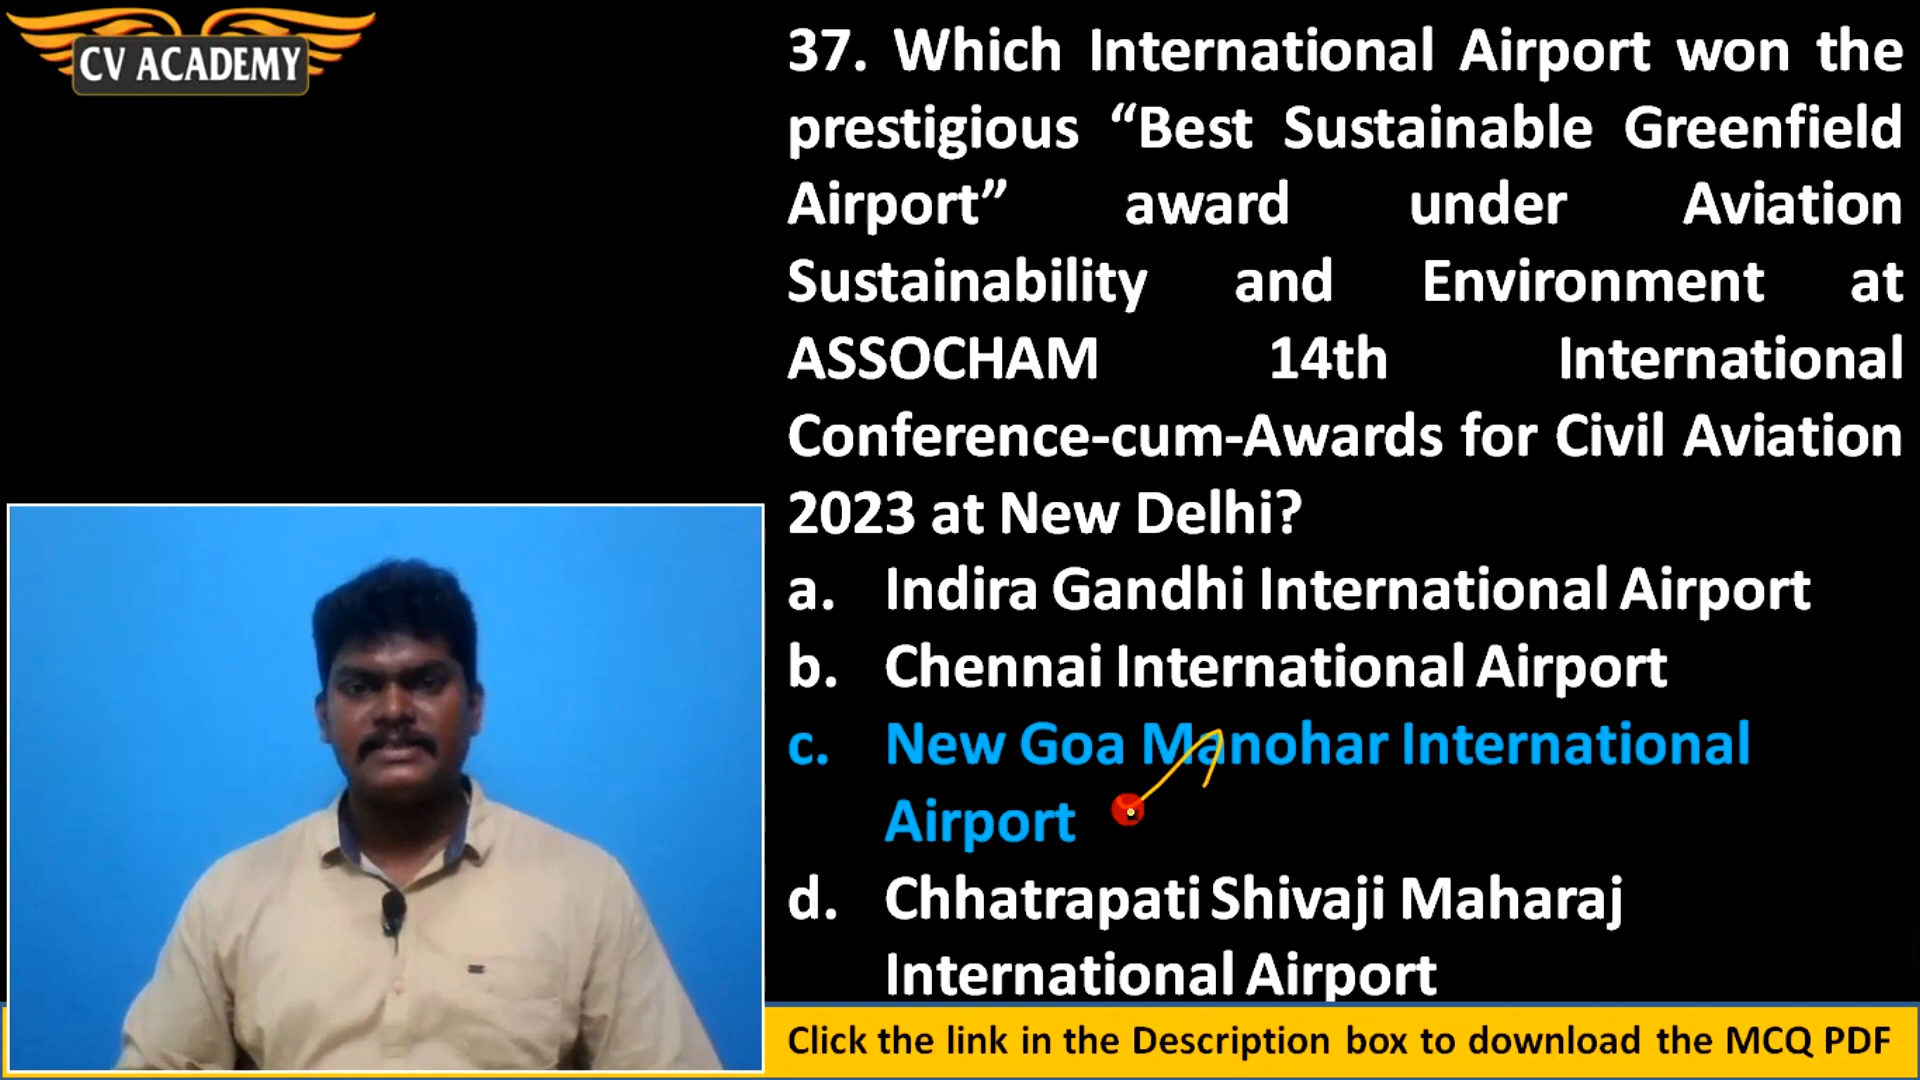 CV ACADEMY
37. Which International Airport won the
prestigious “Best Sustainable Greenfield
Airport” award under Aviation
Sustainability and Environment at
ASSOCHAM 14th International
Conference-cum-Awards for Civil Aviation
2023 at New Delhi?
a. Indira Gandhi International Airport
b. Chennai International Airport
c. New Goa Manohar International
Airport
d. Chhatrapati Shivaji Maharaj
International Airport
Click the link in the Description box to download the MCQ PDF